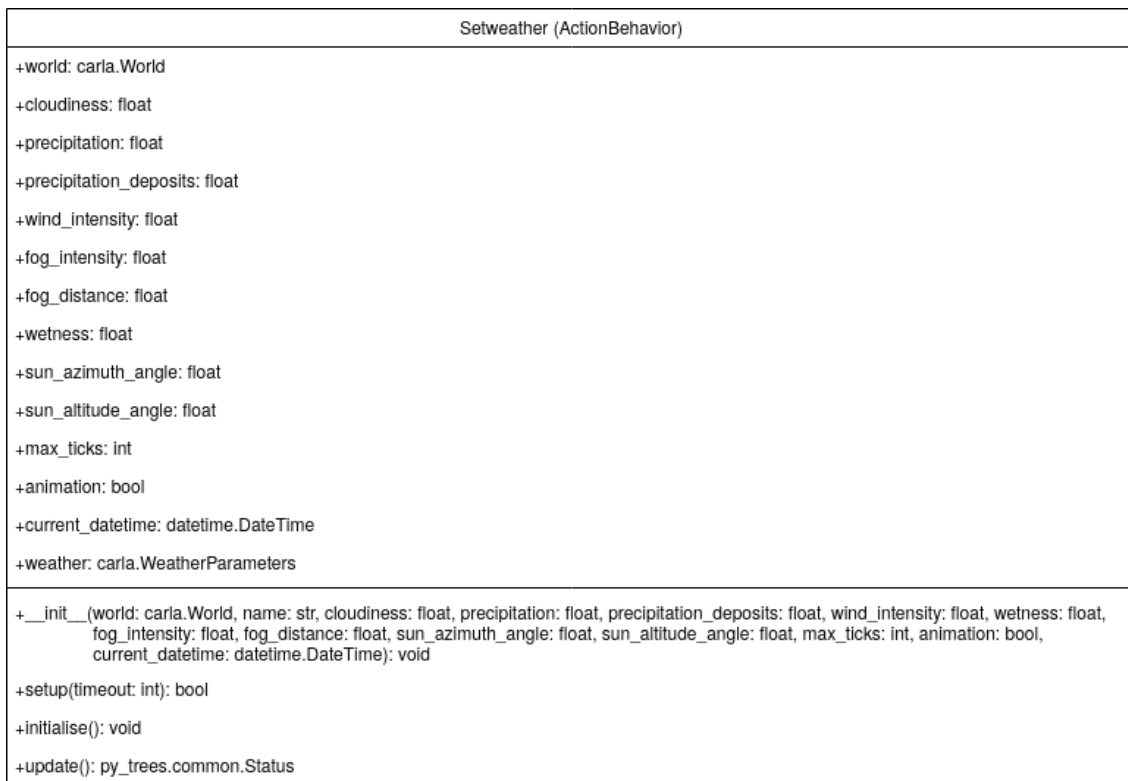 Setweather (ActionBehavior)
+world: carla.World
+cloudiness: float
+precipitation: float
+precipitation_deposits: float
+wind_intensity: float
+fog_intensity: float
+fog_distance: float
+wetness: float
+sun_azimuth_angle: float
+sun_altitude_angle: float
+max_ticks: int
+animation: bool
+current_datetime: datetime.DateTime
+weather: carla.WeatherParameters
+__init__(world: carla.World, name: str, cloudiness: float, precipitation: float, precipitation_deposits: float, wind_intensity: float, wetness: float,
fog_intensity: float, fog_distance: float, sun_azimuth_angle: float, sun_altitude_angle: float, max_ticks: int, animation: bool,
current_datetime: datetime.DateTime): void
+setup(timeout: int): bool
+initialise(): void
+update(): py_trees.common.Status